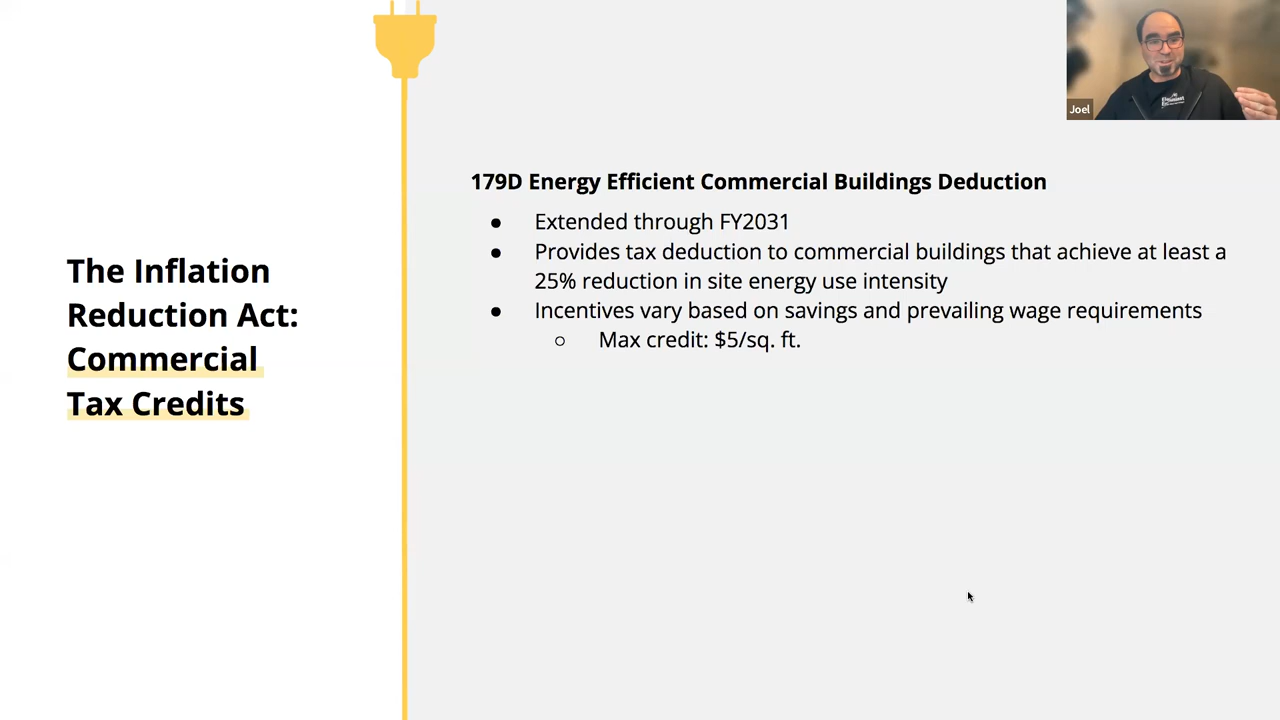 The Inflation
Reduction Act:
Commercial
Tax Credits
179D Energy Efficient Commercial Buildings Deduction
● Extended through FY2031
● Provides tax deduction to commercial buildings that achieve at least a
25% reduction in site energy use intensity
● Incentives vary based on savings and prevailing wage requirements
○ Max credit: $5/sq. ft.
Joel